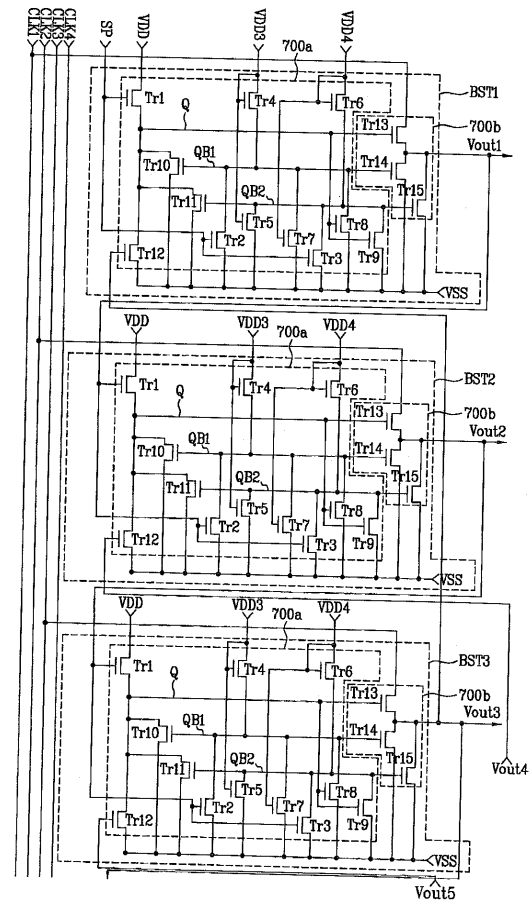 CLK1
CLK2
CLK3
CLK4
SP
VDD
VDD3
VDD4
700a
BST1
Tr1
Tr4
Tr6
Tr13
700b
Q
Vout1
QB1
Tr14
Tr10
QB2
Tr15
Tr11
Tr5
Tr8
Tr2
Tr7
Tr12
Tr3
Tr9
VSS
VDD
VDD3
VDD4
700a
BST2
Tr1
Tr4
Tr6
Tr13
700b
Q
Vout2
QB1
Tr14
Tr10
QB2
Tr15
Tr11
Tr5
Tr8
Tr2
Tr7
Tr12
Tr3
Tr9
VSS
VDD
VDD3
VDD4
700a
BST3
Tr1
Tr4
Tr6
Tr13
700b
Q
Vout3
QB1
Tr14
Tr10
QB2
Tr15
Vout4
Tr11
Tr5
Tr8
Tr2
Tr7
Tr12
Tr3
Tr9
VSS
Vout5